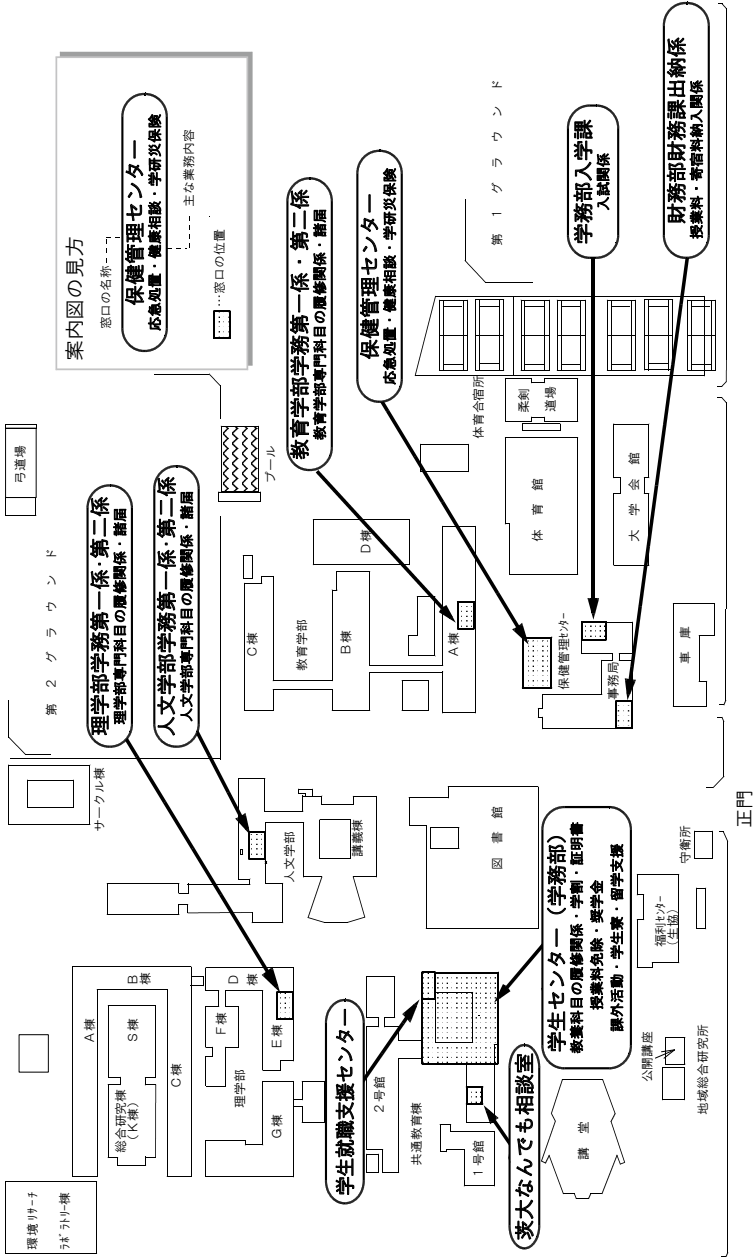 案内図の見方
窓口の名称
保健管理センター
応急処置・健康相談・学研災保険
主な業務内容
…窓口の位置
弓道場
第2グラウンド
プール
理学部学務第一係・第二係
理学部専門科目の履修関係・諸届
人文学部学務第一係・第二係
人文学部専門科目の履修関係・諸届
教育学部学務第一係・第二係
教育学部専門科目の履修関係・諸届
保健管理センター
応急処置・健康相談・学研災保険
第1グラウンド
学務部入学課
入試関係
財務部財務課出納係
授業料・寄宿料納入関係
体育合宿所
柔剣
道場
体育館
大学会館
D棟
C棟
教育学部
B棟
A棟
保健管理センター
事務局
車庫
サークル棟
人文学部
講義棟
図書館
正門
守衛所
福利センター
(生協)
学生センター(学務部)
教養科目の履修関係・学割・証明書
授業料免除・奨学金
課外活動・学生寮・留学支援
A棟
B棟
S棟
総合研究棟
(K棟)
C棟
D棟
F棟
E棟
理学部
G棟
学生就職支援センター
2号館
共通教育棟
1号館
茨大なんでも相談室
講堂
公開講座
地域総合研究所
環境リサーチ
ラボラトリー棟